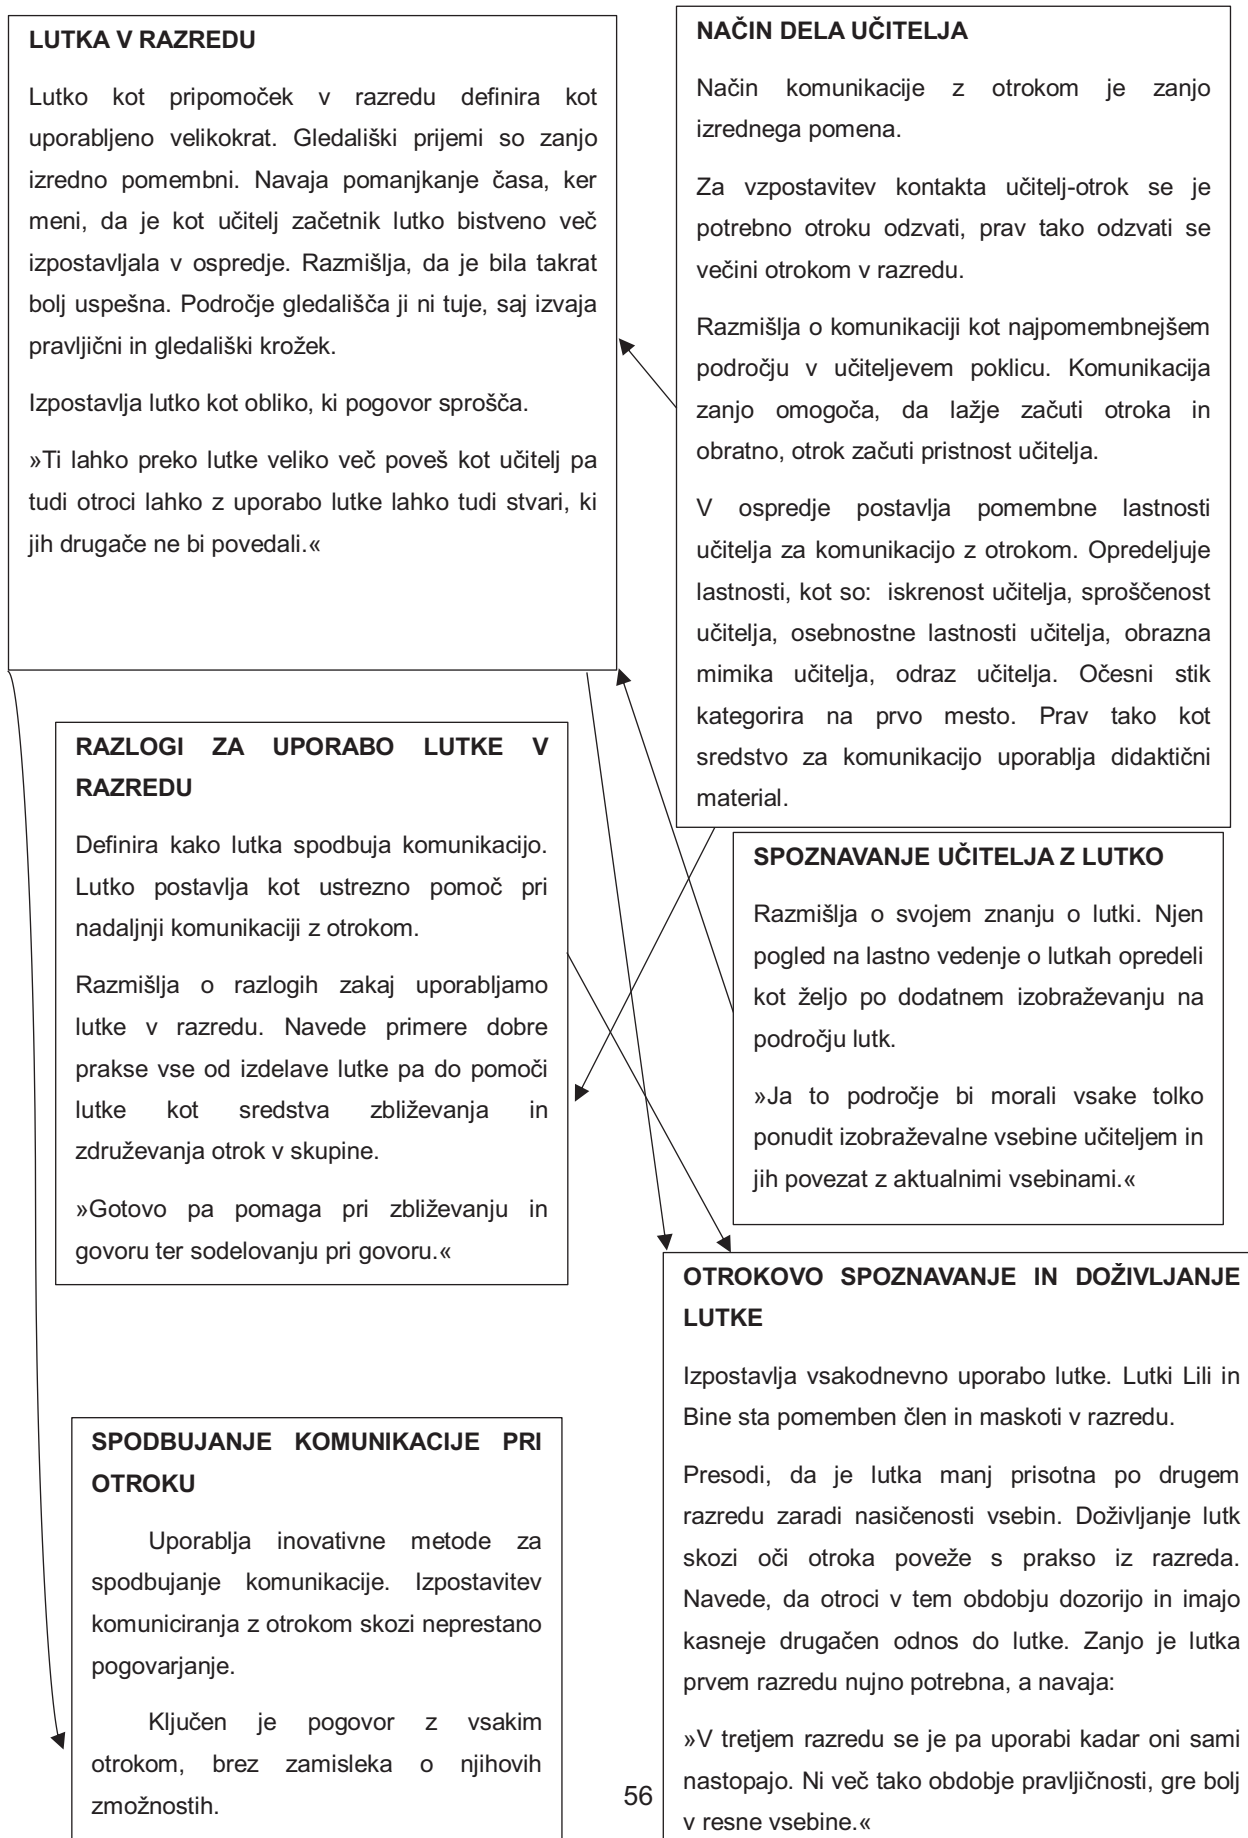 LUTKA V RAZREDU
Lutko kot pripomoček v razredu definira kot
uporabljeno velikokrat. Gledališki prijemi so zanjo
izredno pomembni. Navaja pomanjkanje časa, ker
meni, da je kot učitelj začetnik lutko bistveno več
izpostavljala v ospredje. Razmišlja, da je bila takrat
bolj uspešna. Področje gledališča ji ni tuje, saj izvaja
pravljični in gledališki krožek.
Izpostavlja lutko kot obliko, ki pogovor sprošča.
»Ti lahko preko lutke veliko več poveš kot učitelj pa
tudi otroci lahko z uporabo lutke lahko tudi stvari, ki
jih drugače ne bi povedali.«
NAČIN DELA UČITELJA
Način komunikacije z otrokom je zanjo
izrednega pomena.
Za vzpostavitev kontakta učitelj-otrok se je
potrebno otroku odzvati, prav tako odzvati se
večini otrokom v razredu.
Razmišlja o komunikaciji kot najpomembnejšem
področju v učiteljevem poklicu. Komunikacija
zanjo omogoča, da lažje začuti otroka in
obratno, otrok začuti pristnost učitelja.
V ospredje postavlja pomembne lastnosti
učitelja za komunikacijo z otrokom. Opredeljuje
lastnosti, kot so: iskrenost učitelja, sproščenost
učitelja, osebnostne lastnosti učitelja, obrazna
mimika učitelja, odraz učitelja. Očesni stik
kategorira na prvo mesto. Prav tako kot
sredstvo za komunikacijo uporablja didaktični
material.
RAZLOGI ZA UPORABO LUTKE V
RAZREDU
Definira kako lutka spodbuja komunikacijo.
Lutko postavlja kot ustrezno pomoč pri
nadaljnji komunikaciji z otrokom.
Razmišlja o razlogih zakaj uporabljamo
lutke v razredu. Navede primere dobre
prakse vse od izdelave lutke pa do pomoči
lutke kot sredstva zbliževanja in
združevanja otrok v skupine.
»Gotovo pa pomaga pri zbliževanju in
govoru ter sodelovanju pri govoru.«
SPOZNAVANJE UČITELJA Z LUTKO
Razmišlja o svojem znanju o lutki. Njen
pogled na lastno vedenje o lutkah opredeli
kot željo po dodatnem izobraževanju na
področju lutk.
»Ja to področje bi morali vsake tolko
ponudit izobraževalne vsebine učiteljem in
jih povezat z aktualnimi vsebinami.«
SPODBUJANJE KOMUNIKACIJE PRI
OTROKU
Uporablja inovativne metode za
spodbujanje komunikacije. Izpostavitev
komuniciranja z otrokom skozi neprestano
pogovarjanje.
Ključen je pogovor z vsakim
otrokom, brez zamisleka o njihovih
zmožnostih.
OTROKOVO SPOZNAVANJE IN DOŽIVLJANJE
LUTKE
Izpostavlja vsakodnevno uporabo lutke. Lutki Lili in
Bine sta pomemben člen in maskoti v razredu.
Presodi, da je lutka manj prisotna po drugem
razredu zaradi nasičenosti vsebin. Doživljanje lutk
skozi oči otroka poveže s prakso iz razreda.
Navede, da otroci v tem obdobju dozorijo in imajo
kasneje drugačen odnos do lutke. Zanjo je lutka
prvem razredu nujno potrebna, a navaja:
»V tretjem razredu se je pa uporabi kadar oni sami
nastopajo. Ni več tako obdobje pravljičnosti, gre bolj
v resne vsebine.«
56